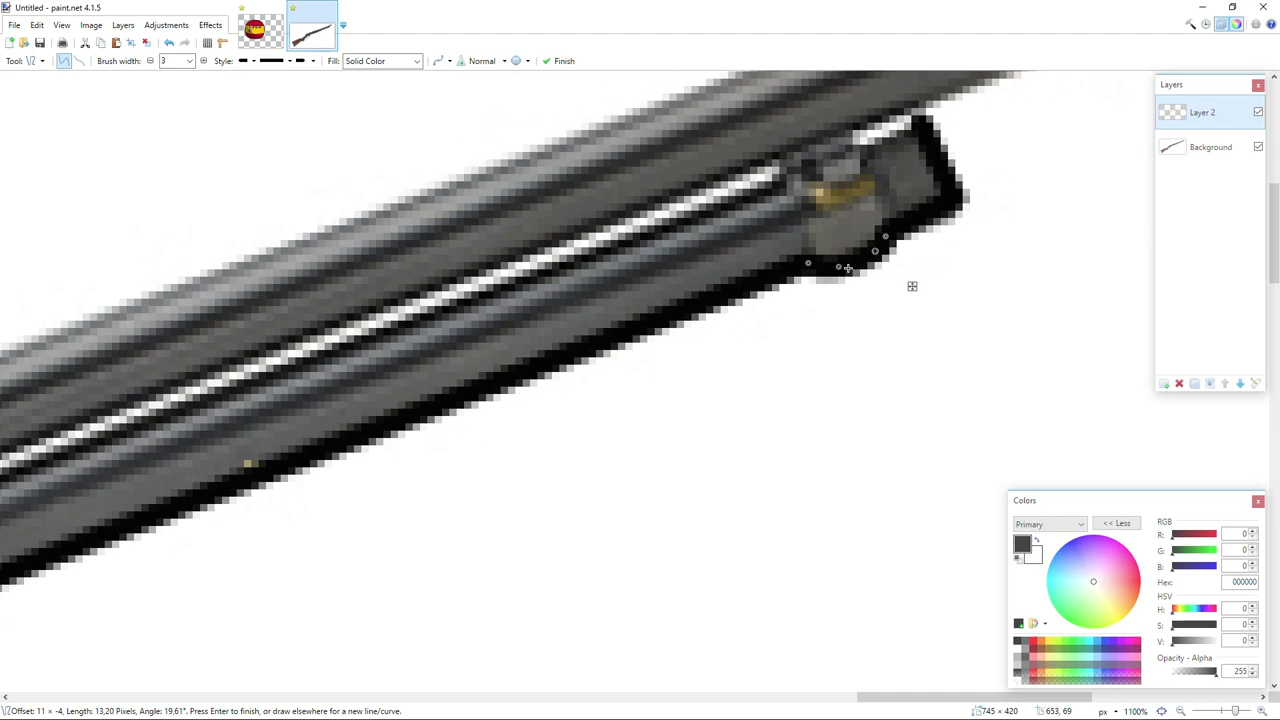 Untitled - paint.net 4.1.5
File Edit View Image Layers Adjustments Effects
Tool: Brush width: 3 Style: Fill: Solid Color Normal Finish
Layers
Layer 2
Background
Colors
Primary << Less
RGB
R: 0
G: 0
B: 0
Hex: 000000
HSV
H: 0
S: 0
V: 0
Opacity - Alpha
255
Offset: 11 × -4, Length: 13,20 Pixels, Angle: 19,61°. Press Enter to finish, or draw elsewhere for a new line/curve. 745 × 420 653, 69 px 1100%